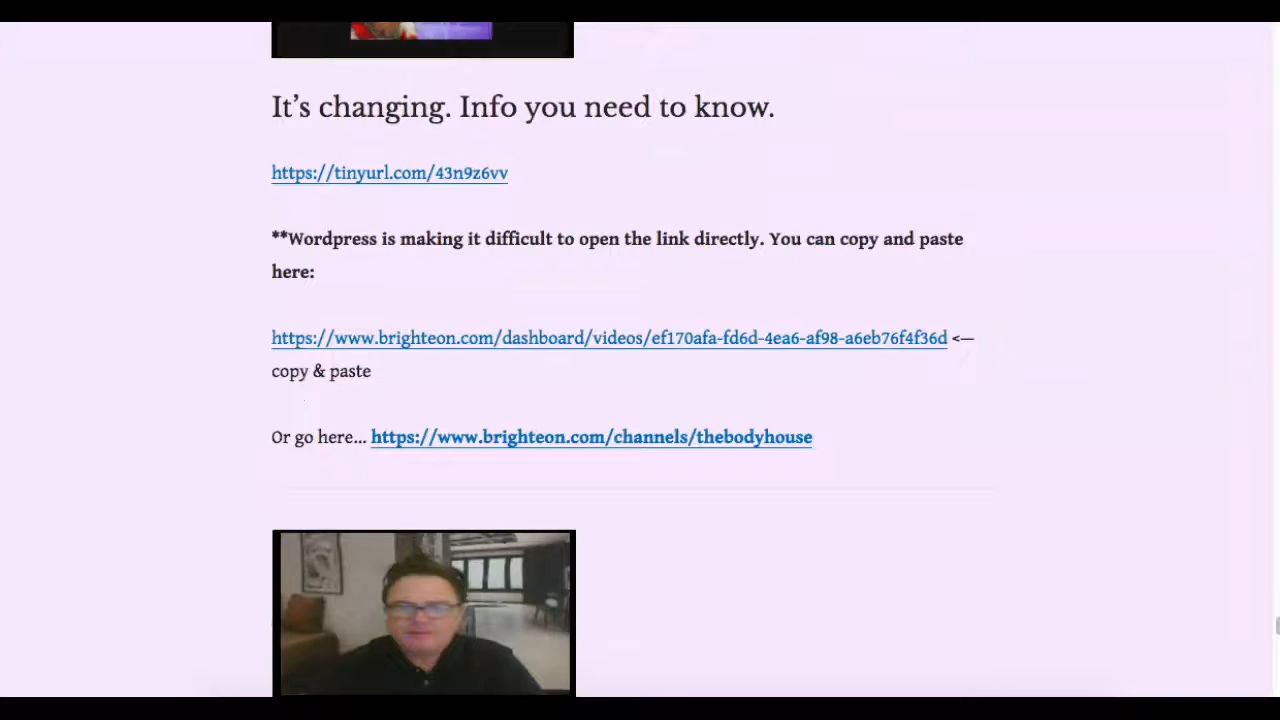 It's changing. Info you need to know.
https://tinyurl.com/43n9z6vv
**Wordpress is making it difficult to open the link directly. You can copy and paste
here:
https://www.brighteon.com/dashboard/videos/ef170afa-fd6d-4ea6-af98-a6eb76f4f36d <—
copy & paste
Or go here... https://www.brighteon.com/channels/thebodyhouse